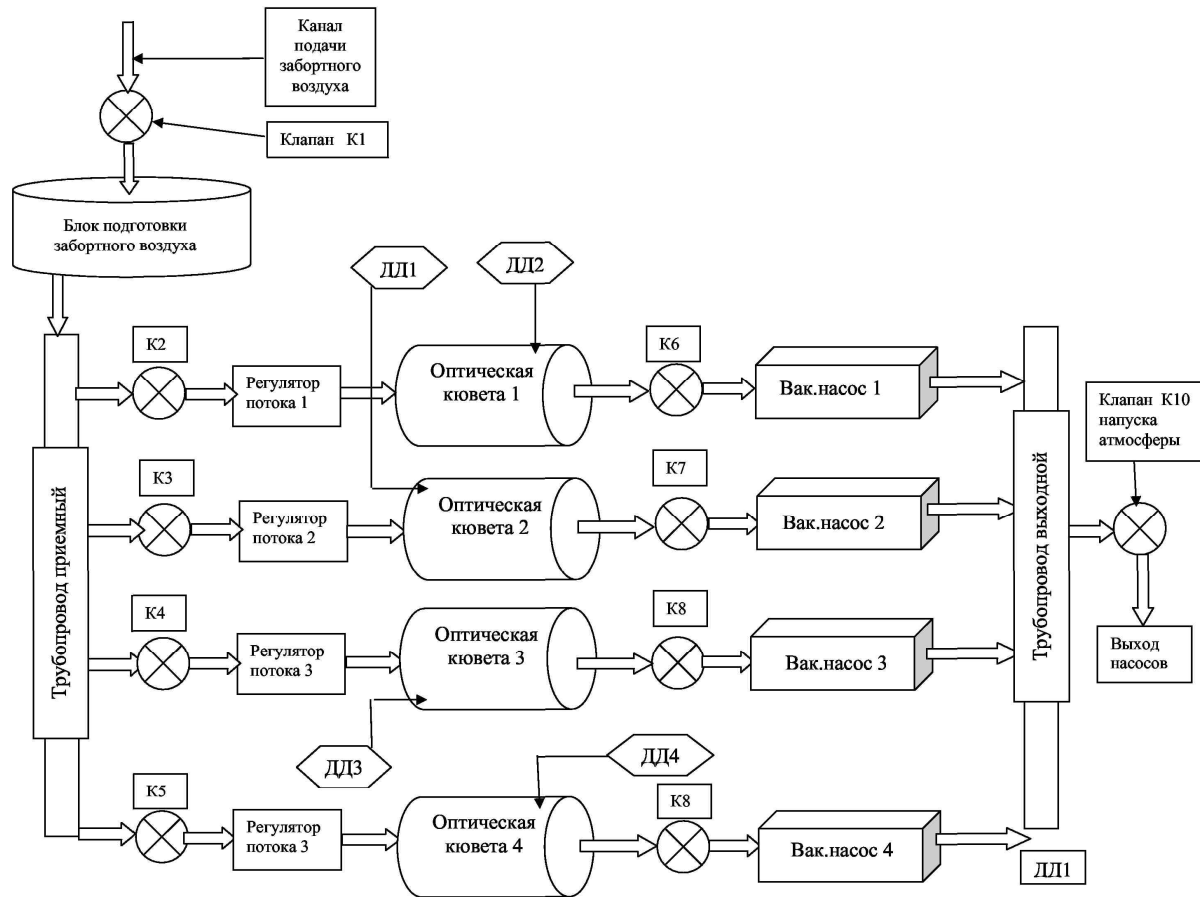 Канал
подачи
забортного
воздуха
Клапан К1
Блок подготовки
забортного воздуха
ДД1
ДД2
К2
Регулятор
потока 1
Оптическая
кювета 1
К6
Вак.насос 1
Клапан К10
напуска
атмосферы
Трубопровод приемный
К3
Регулятор
потока 2
Оптическая
кювета 2
К7
Вак.насос 2
Трубопровод выходной
К4
Регулятор
потока 3
Оптическая
кювета 3
К8
Вак.насос 3
Выход
насосов
ДД3
ДД4
К5
Регулятор
потока 3
Оптическая
кювета 4
К8
Вак.насос 4
ДД1